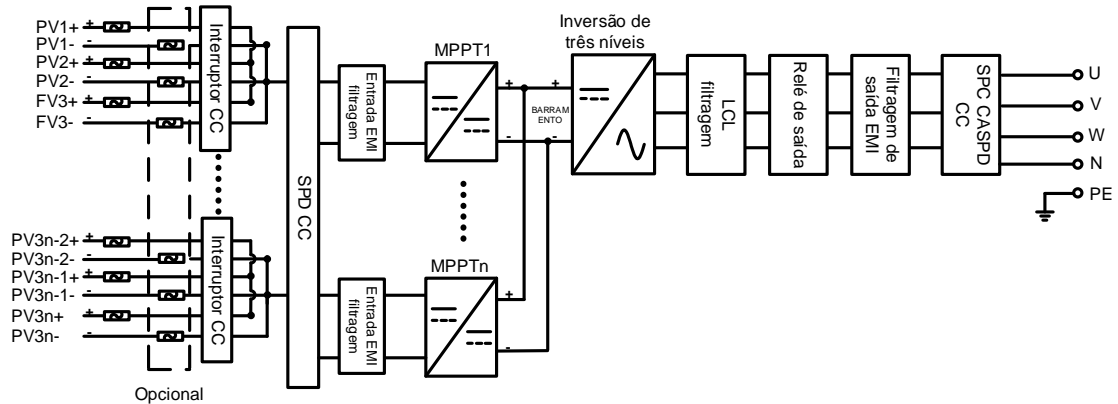 PV1+
PV1-
PV2+
PV2-
FV3+
FV3-
Interruptor CC
PV3n-2+
PV3n-2-
PV3n-1+
PV3n-1-
PV3n+
PV3n-
Interruptor CC
Opcional
SPD CC
Entrada EMI
filtragem
Entrada EMI
filtragem
MPPT1
MPPTn
BARRAM
ENTO
Inversão de
três níveis
LCL
filtragem
Relé de saída
Filtragem de
saída EMI
SPC CASPD
CC
U
V
W
N
PE